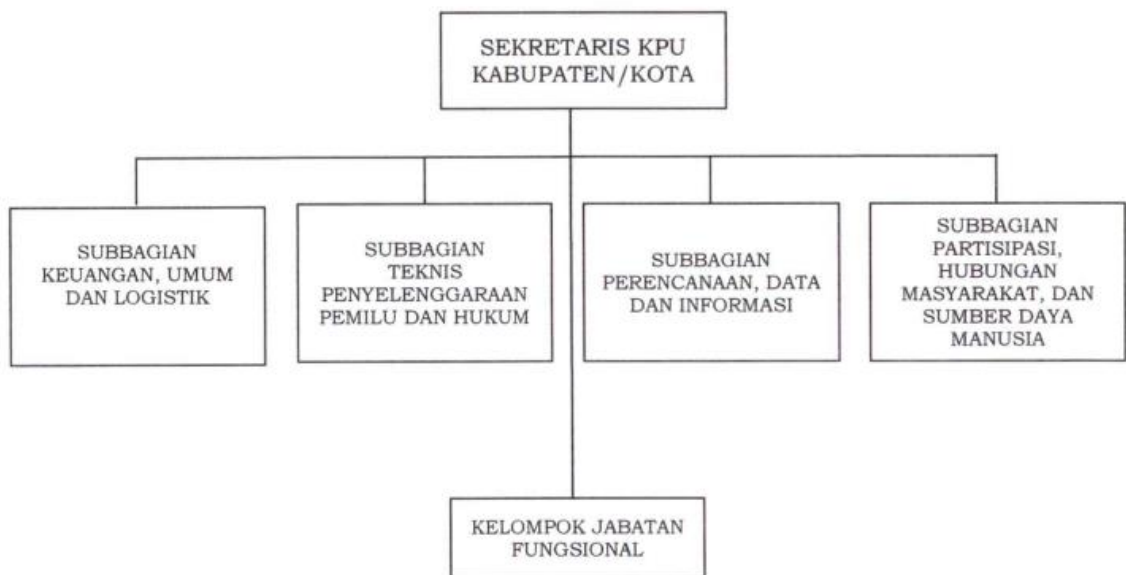 SEKRETARIS KPU
KABUPATEN/KOTA
SUBBAGIAN
KEUANGAN, UMUM
DAN LOGISTIK
SUBBAGIAN
TEKNIS
PENYELENGGARAAN
PEMILU DAN HUKUM
SUBBAGIAN
PERENCANAAN, DATA
DAN INFORMASI
SUBBAGIAN
PARTISIPASI,
HUBUNGAN
MASYARAKAT, DAN
SUMBER DAYA
MANUSIA
KELOMPOK JABATAN
FUNGSIONAL